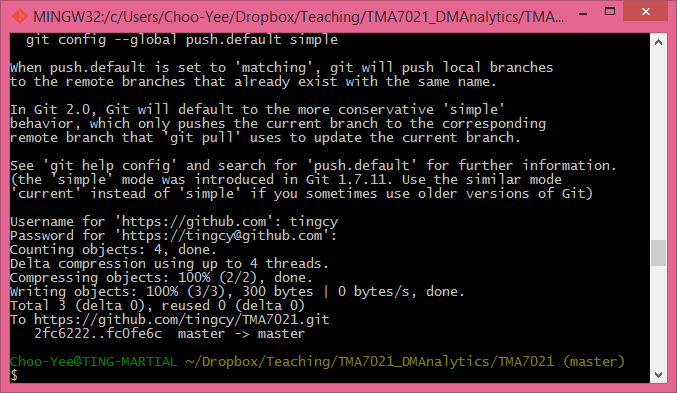 MINGW32:/c/Users/Choo-Yee/Dropbox/Teaching/TMA7021_DMAnalytics/TMA...
git config --global push.default simple
When push.default is set to 'matching', git will push local branches
to the remote branches that already exist with the same name.
In Git 2.0, Git will default to the more conservative 'simple'
behavior, which only pushes the current branch to the corresponding
remote branch that 'git pull' uses to update the current branch.
See 'git help config' and search for 'push.default' for further information.
(the 'simple' mode was introduced in Git 1.7.11. Use the similar mode
'current' instead of 'simple' if you sometimes use older versions of Git)
Username for 'https://github.com': tingcy
Password for 'https://tingcy@github.com':
Counting objects: 4, done.
Delta compression using up to 4 threads.
Compressing objects: 100% (2/2), done.
Writing objects: 100% (3/3), 300 bytes | 0 bytes/s, done.
Total 3 (delta 0), reused 0 (delta 0)
To https://github.com/tingcy/TMA7021.git
2fc6222..fc0fe6c  master -> master
Choo-Yee@TING-MARTIAL ~/Dropbox/Teaching/TMA7021_DMAnalytics/TMA7021 (master)
$